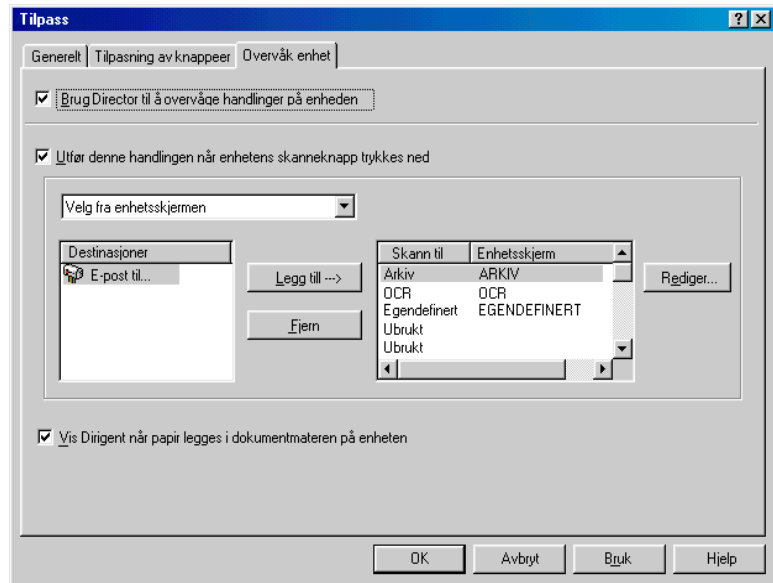 Tilpass
Generelt Tilpasning av knappeer Overvåk enhet
Brug Director til å overvåge handlinger på enheden
Utfør denne handlingen når enhetens skanneknapp trykkes ned
Velg fra enhetsskjermen
Destinasjoner
E-post til...
Legg till --->
Fjern
Skann til Enhetsskjerm
Arkiv ARKIV
OCR OCR
Egendefinert EGENDEFINERT
Ubrukt
Ubrukt
Rediger...
Vis Dirigent når papir legges i dokumentmateren på enheten
OK Avbryt Bruk Hjelp